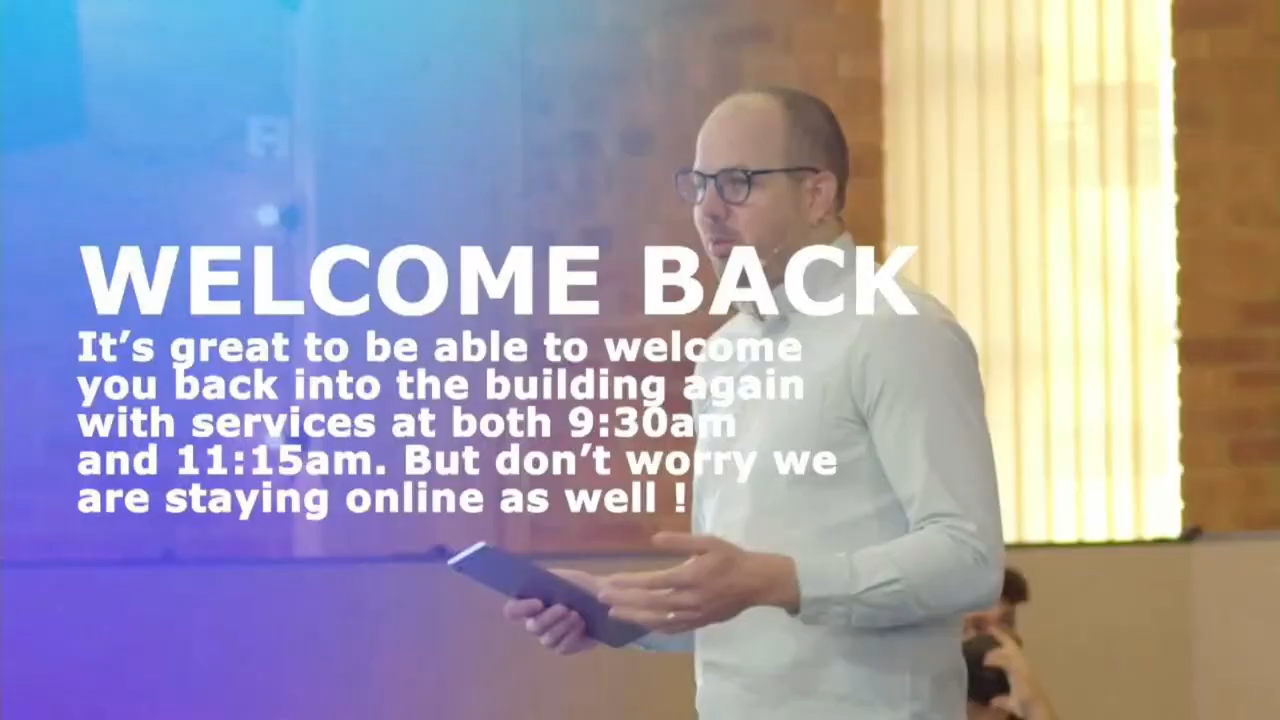 WELCOME BACK
It’s great to be able to welcome
you back into the building again
with services at both 9:30am
and 11:15am. But don’t worry we
are staying online as well !